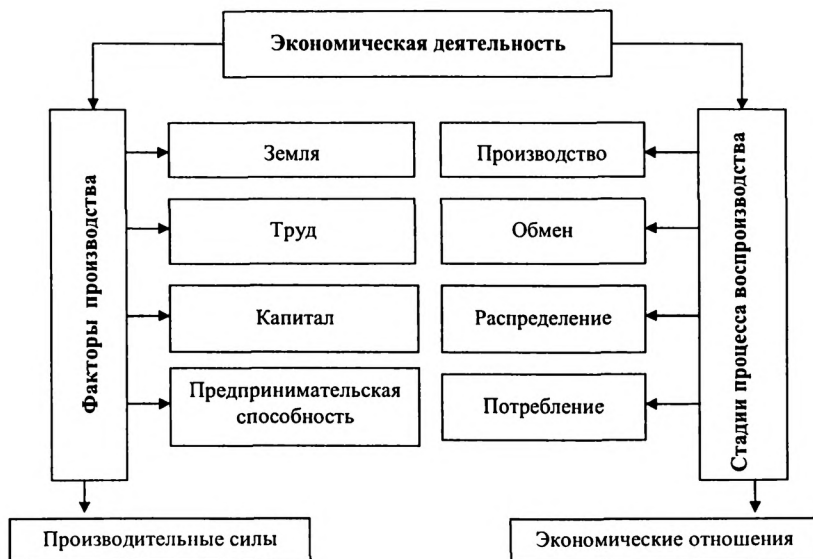 Экономическая деятельность
Факторы производства
Земля
Труд
Капитал
Предпринимательская
способность
Производство
Обмен
Распределение
Потребление
Стадии процесса воспроизводства
Производительные силы
Экономические отношения